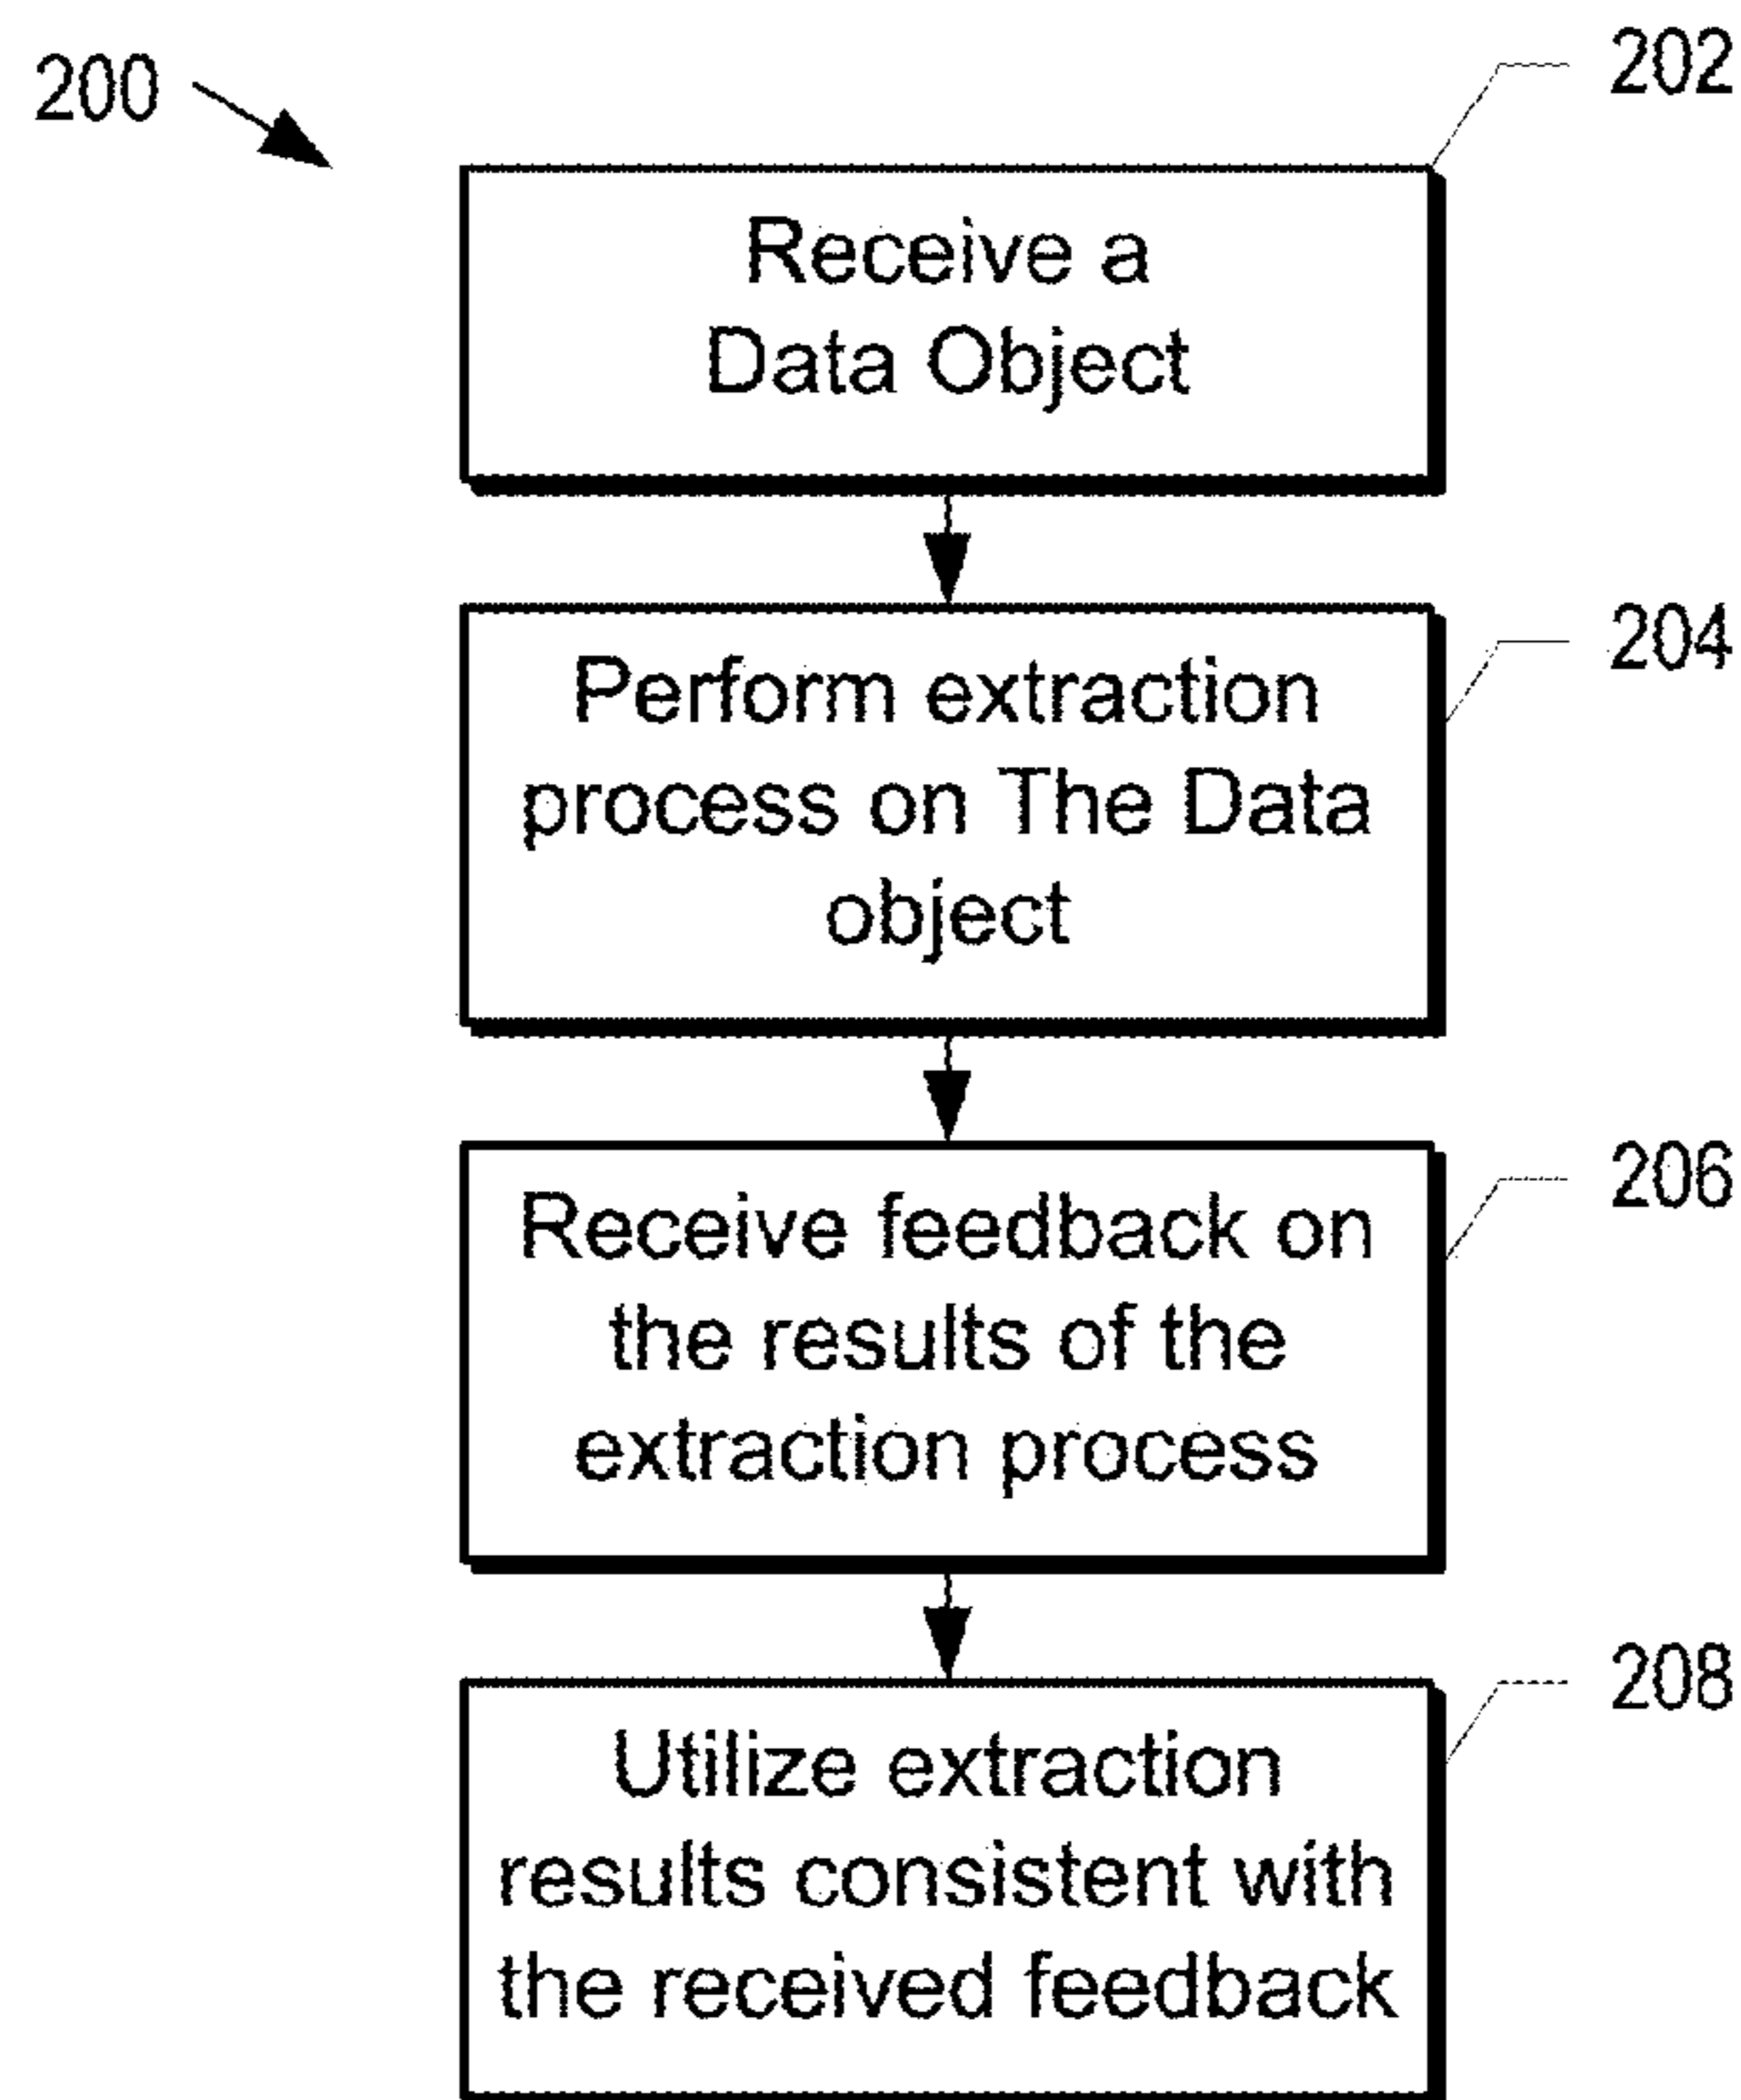 200
202
Receive a
Data Object
204
Perform extraction
process on The Data
object
206
Receive feedback on
the results of the
extraction process
208
Utilize extraction
results consistent with
the received feedback